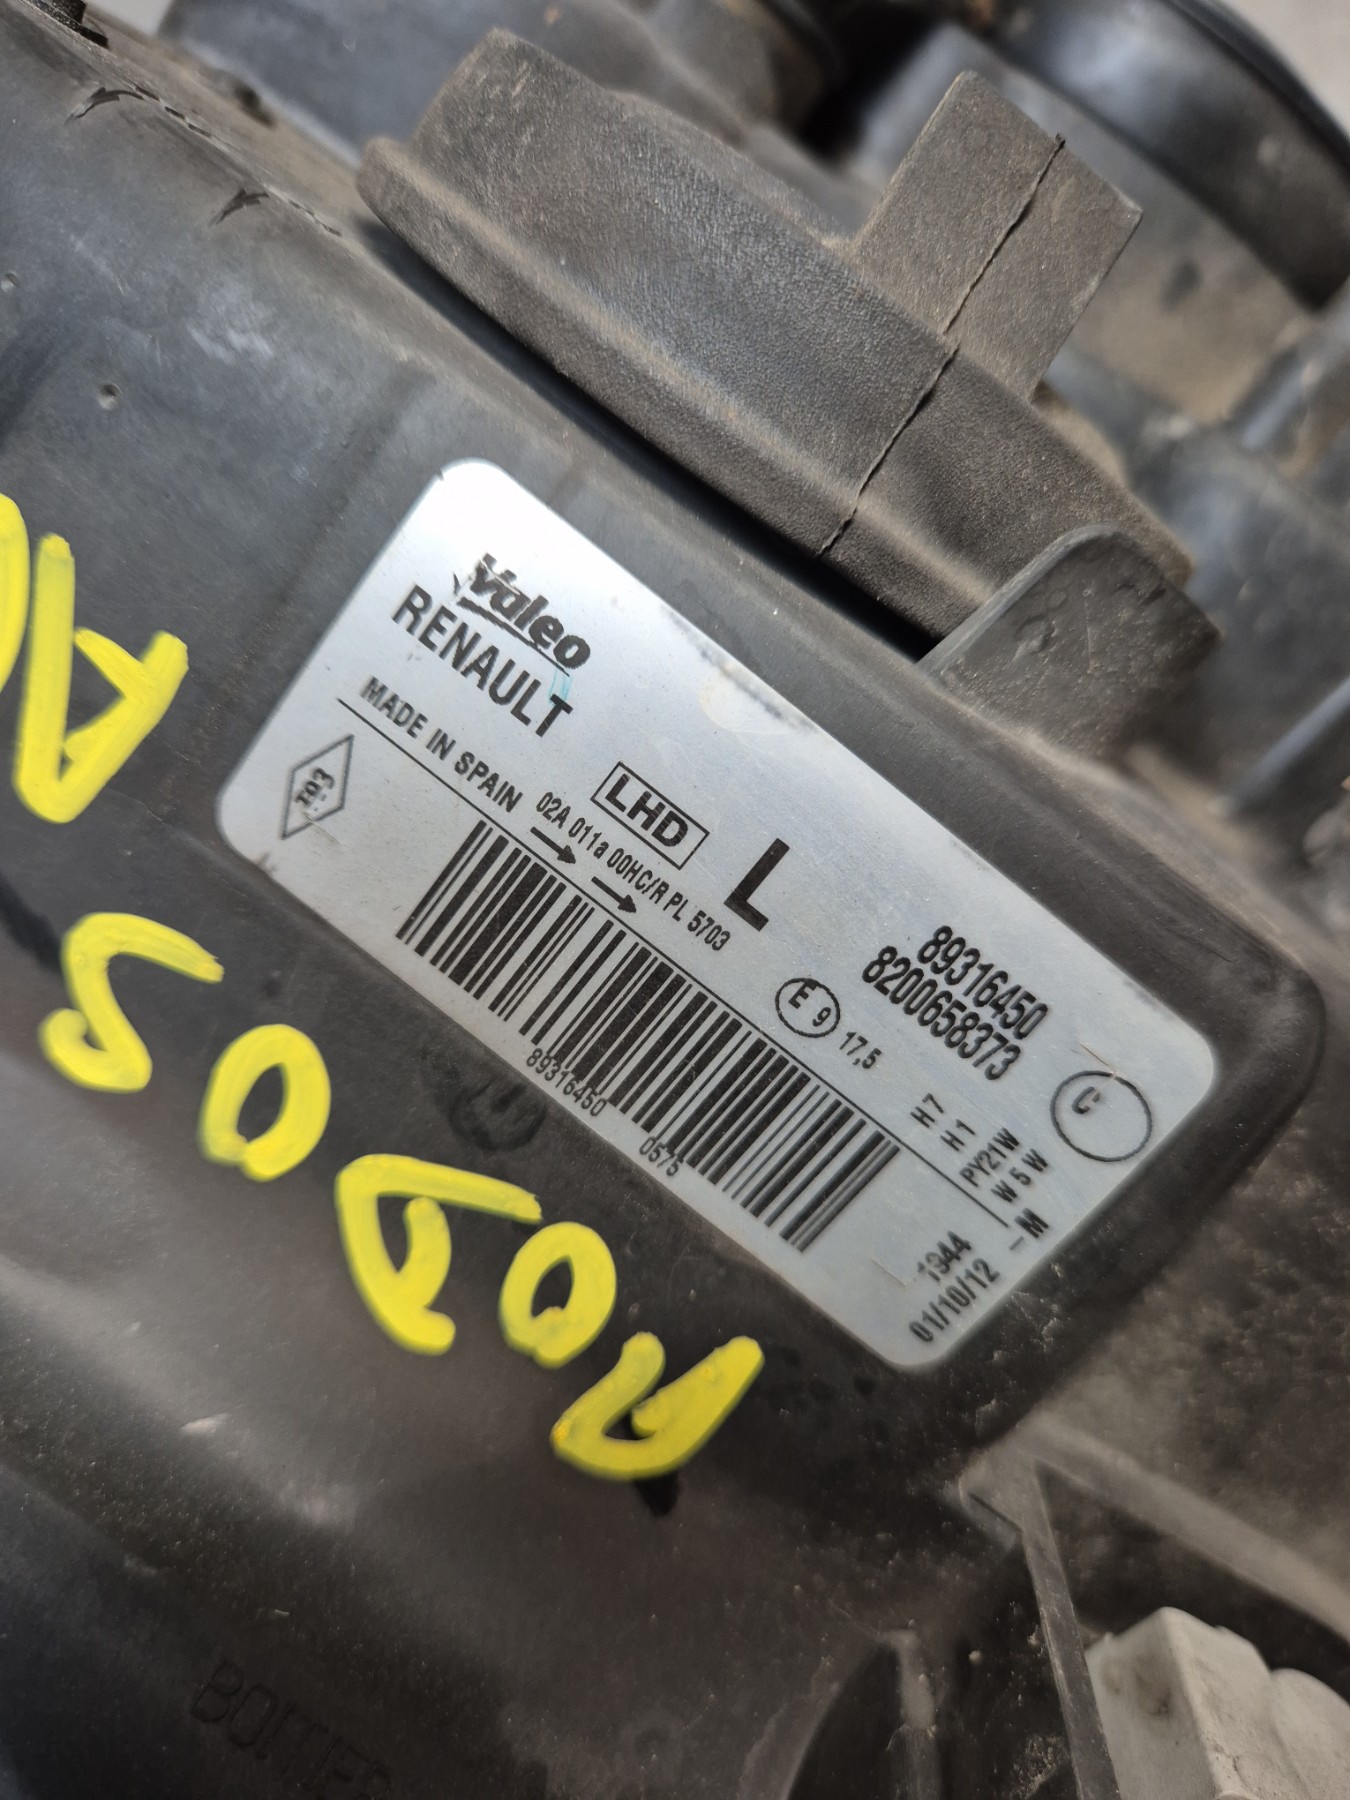 Valeo
RENAULT
MADE IN SPAIN
LHD
L
02A 011a 00HC/R PL 5703
E 9 17,5
89316450
8200658373
C
H7
H1
PY21W
W5W
89316450
0575
1944
01/10/12 - M